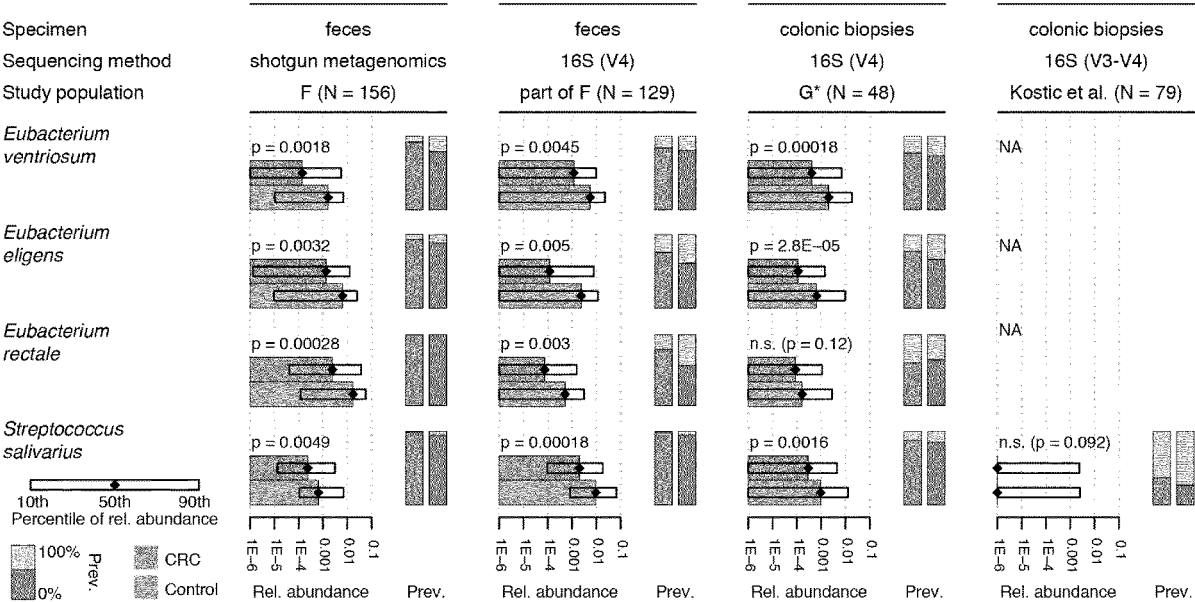 Specimen feces feces colonic biopsies colonic biopsies
Sequencing method shotgun metagenomics 16S (V4) 16S (V4) 16S (V3-V4)
Study population F (N = 156) part of F (N = 129) G* (N = 48) Kostic et al. (N = 79)
Eubacterium
ventriosum
p = 0.0018 p = 0.0045 p = 0.00018 NA
Eubacterium
eligens
p = 0.0032 p = 0.005 p = 2.8E-05 NA
Eubacterium
rectale
p = 0.00028 p = 0.003 n.s. (p = 0.12) NA
Streptococcus
salivarius
p = 0.0049 p = 0.00018 p = 0.0016 n.s. (p = 0.092)
10th 50th 90th
Percentile of rel. abundance
1E-6 1E-5 1E-4 0.001 0.01 0.1 1E-6 1E-5 1E-4 0.001 0.01 0.1 1E-6 1E-5 1E-4 0.001 0.01 0.1 1E-6 1E-5 1E-4 0.001 0.01 0.1
100%
0%
Prev.
CRC
Control
Rel. abundance Prev. Rel. abundance Prev. Rel. abundance Prev. Rel. abundance Prev.